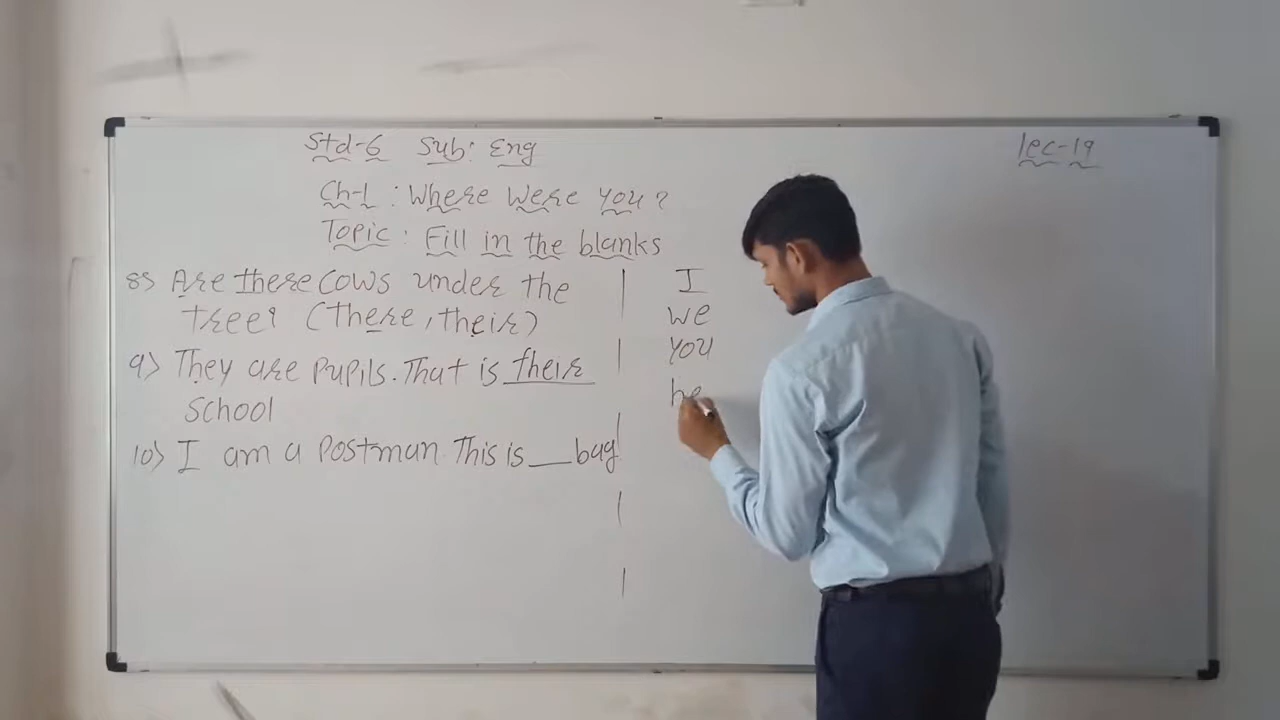 Std-6 Sub: Eng
lec-19
Ch-1 : Where Were You?
Topic : Fill in the blanks
8) Are there cows under the
tree? (there, their)
9) They are pupils. That is their
school
10) I am a Postman. This is __ bag
I
we
you
he